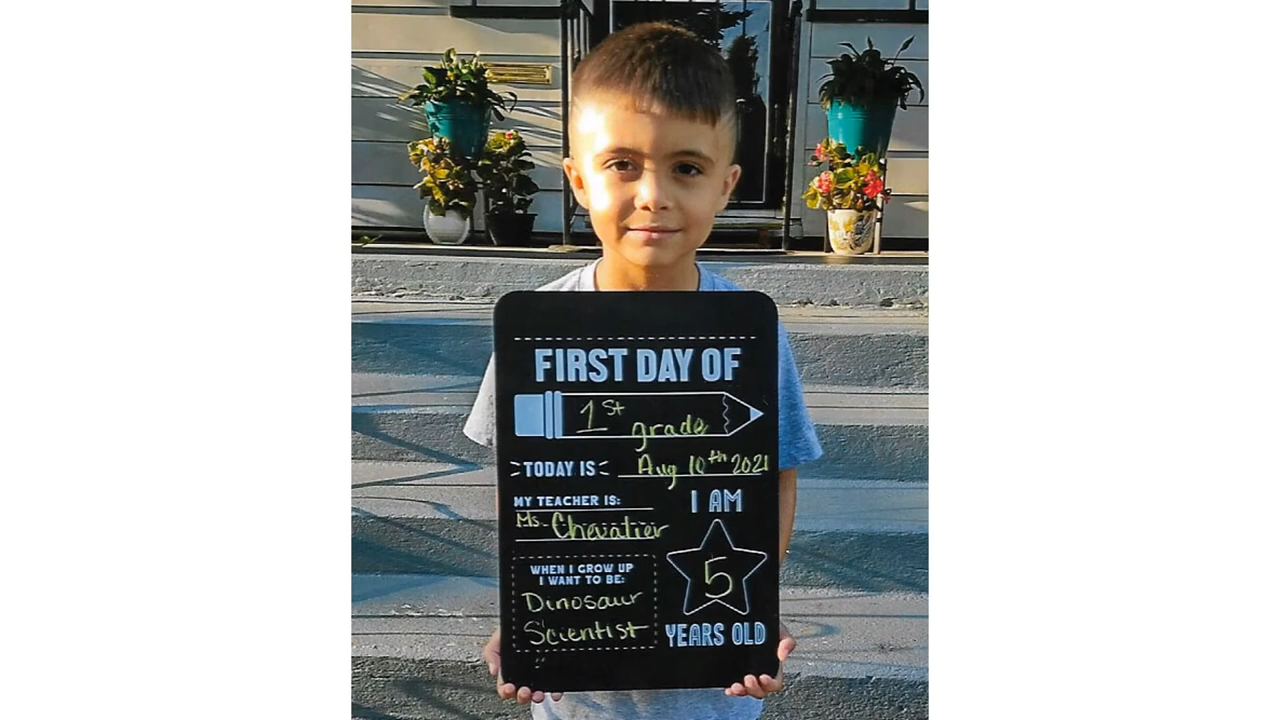 FIRST DAY OF
1st grade
TODAY IS Aug 10th 2021
MY TEACHER IS:
Ms. Chevalier
I AM
5
YEARS OLD
WHEN I GROW UP
I WANT TO BE:
Dinosaur
Scientist